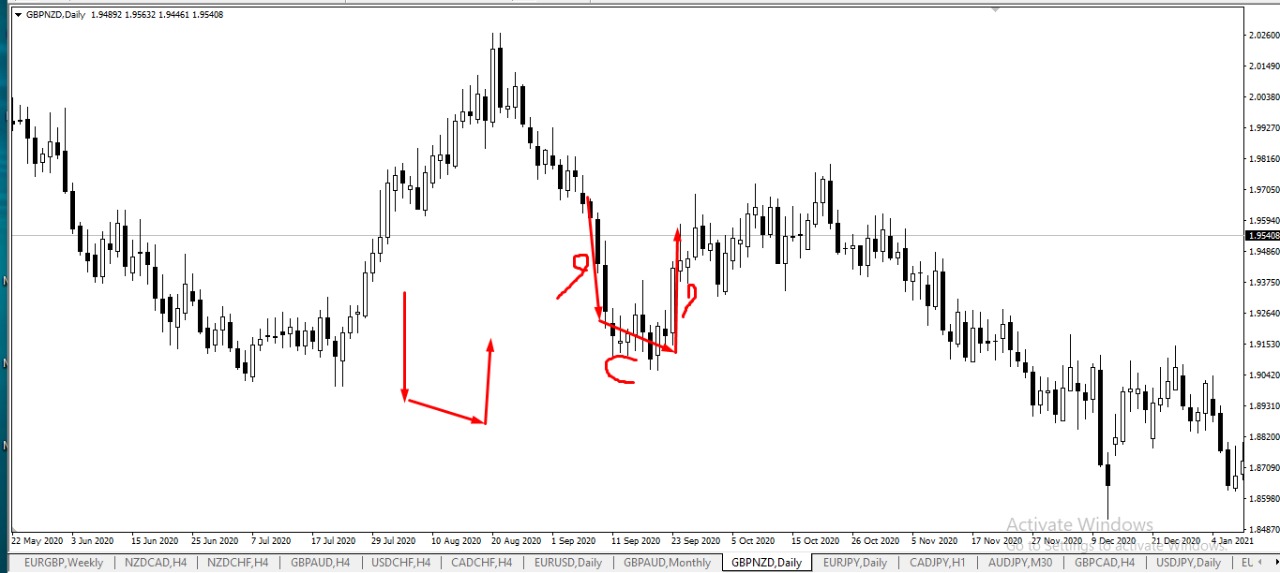 GBPNZD,Daily 1.94892 1.95632 1.94461 1.95408
2.02600
2.01490
2.00380
1.99270
1.98160
1.97050
1.95940
1.95408
1.94860
1.93750
1.92640
1.91530
1.90420
1.89310
1.88200
1.87090
1.85980
1.84870
C
P
Activate Windows
Go to Settings to activate Windows.
22 May 2020 3 Jun 2020 15 Jun 2020 25 Jun 2020 7 Jul 2020 17 Jul 2020 29 Jul 2020 10 Aug 2020 20 Aug 2020 1 Sep 2020 11 Sep 2020 23 Sep 2020 5 Oct 2020 15 Oct 2020 26 Oct 2020 5 Nov 2020 17 Nov 2020 27 Nov 2020 9 Dec 2020 21 Dec 2020 4 Jan 2021
EURGBP,Weekly NZDCAD,H4 NZDCHF,H4 GBPAUD,H4 USDCHF,H4 CADCHF,H4 EURUSD,Daily GBPAUD,Monthly GBPNZD,Daily EURJPY,Daily CADJPY,H1 AUDJPY,M30 GBPCAD,H4 USDJPY,Daily EU